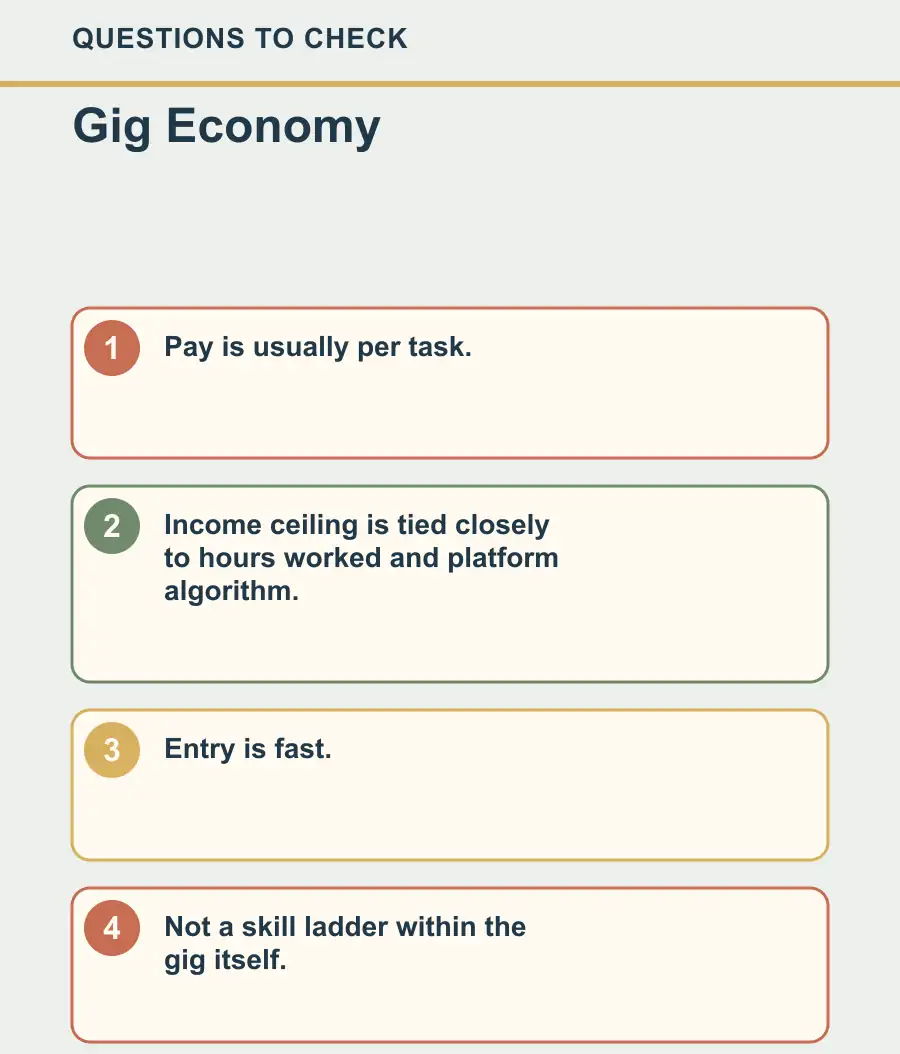 QUESTIONS TO CHECK
Gig Economy
1
Pay is usually per task.
2
Income ceiling is tied closely
to hours worked and platform
algorithm.
3
Entry is fast.
4
Not a skill ladder within the
gig itself.